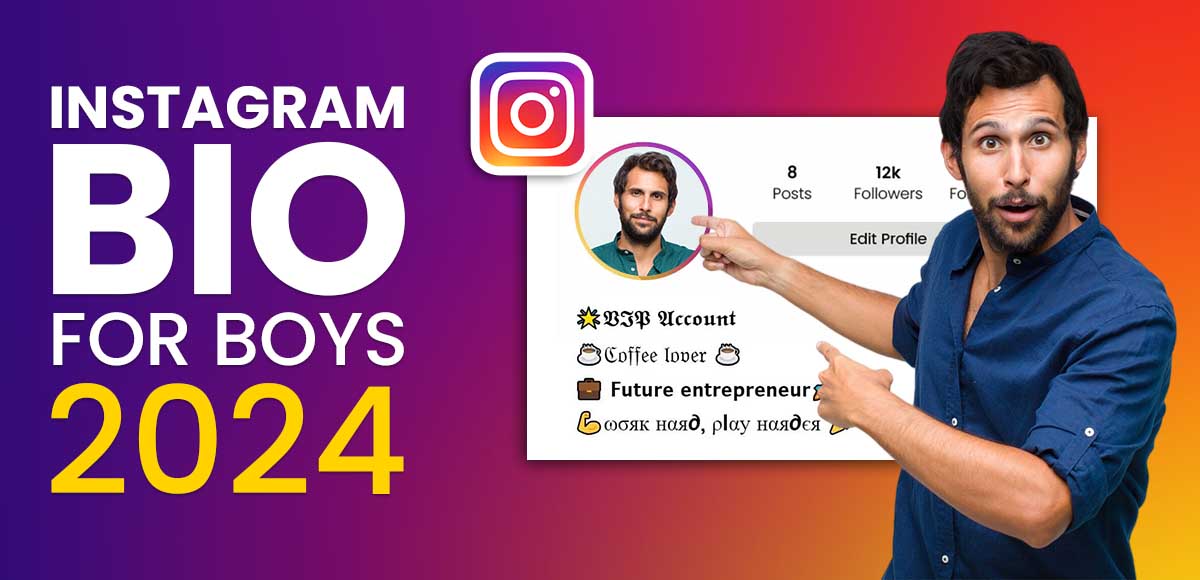 INSTAGRAM
BIO
FOR BOYS
2024
8
Posts
12k
Followers
Edit Profile
🌟𝖁𝕴𝕻 𝕬𝖈𝖈𝖔𝖚𝖓𝖙
☕ℭ𝔬𝔣𝔣𝔢𝔢 𝔩𝔬𝔳𝔢𝔯 ☕
💼 Future entrepreneur
💪ωσяк нαя∂, ρlαу нαя∂єя